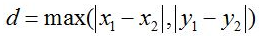 d = max(|x₁ − x₂|,|y₁ − y₂|)